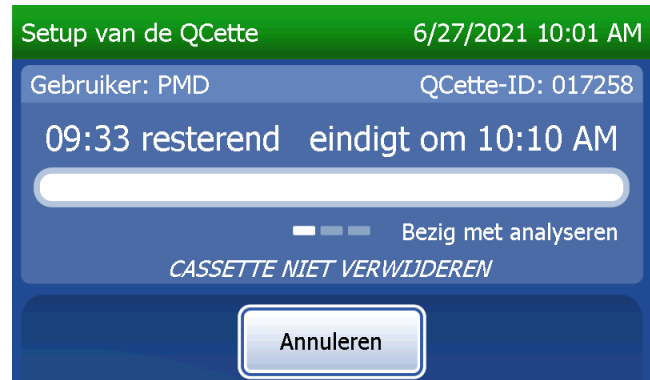 Setup van de QCette 6/27/2021 10:01 AM
Gebruiker: PMD QCette-ID: 017258
09:33 resterend eindigt om 10:10 AM
Bezig met analyseren
CASSETTE NIET VERWIJDEREN
Annuleren